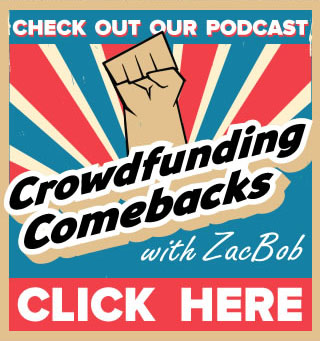 CHECK OUT OUR PODCAST
Crowdfunding
Comebacks
with ZacBob
CLICK HERE